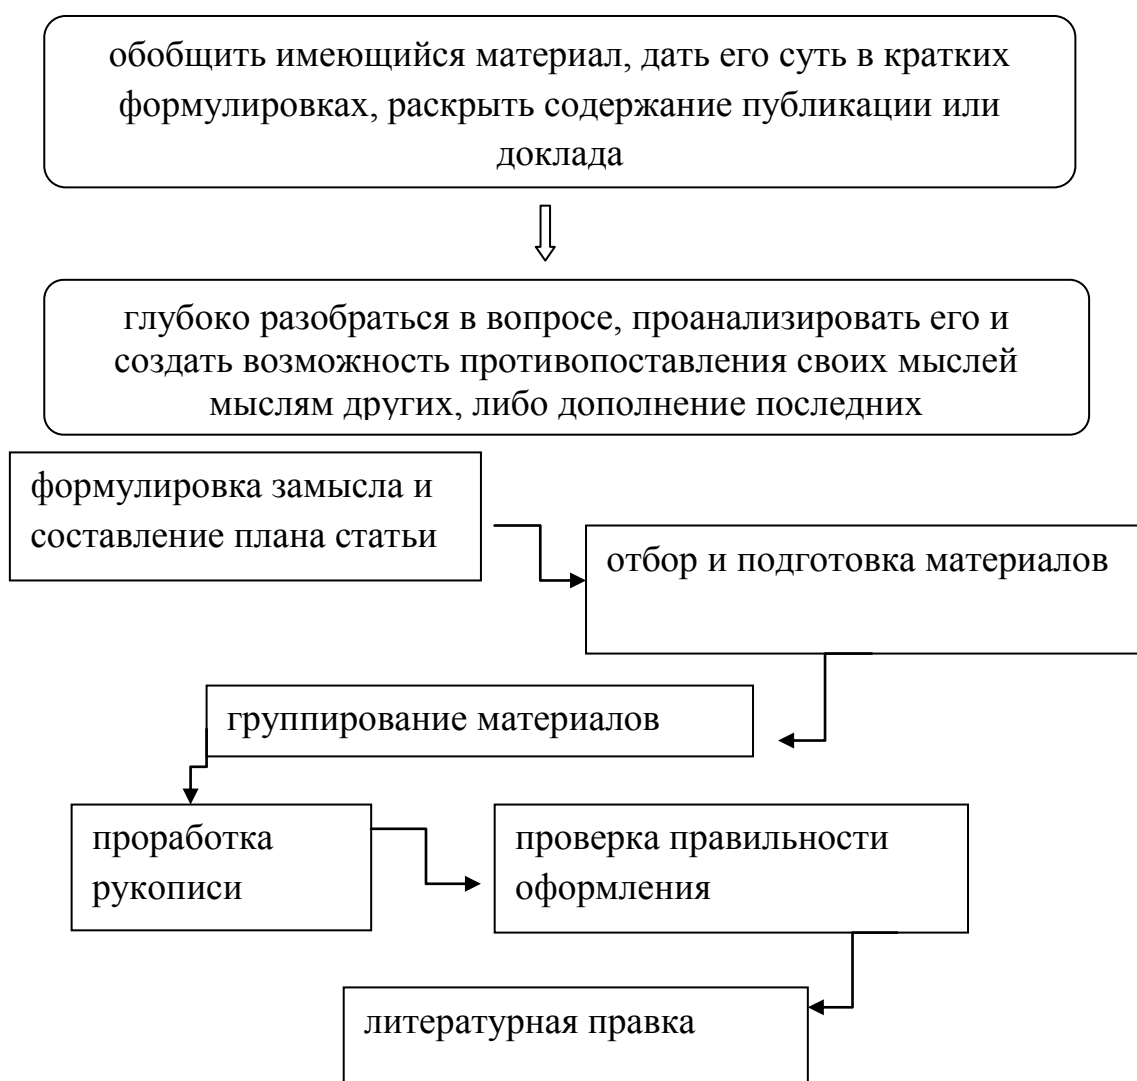 обобщить имеющийся материал, дать его суть в кратких
формулировках, раскрыть содержание публикации или
доклада
глубоко разобраться в вопросе, проанализировать его и
создать возможность противопоставления своих мыслей
мыслям других, либо дополнение последних
формулировка замысла и
составление плана статьи
отбор и подготовка материалов
группирование материалов
проработка
рукописи
проверка правильности
оформления
литературная правка